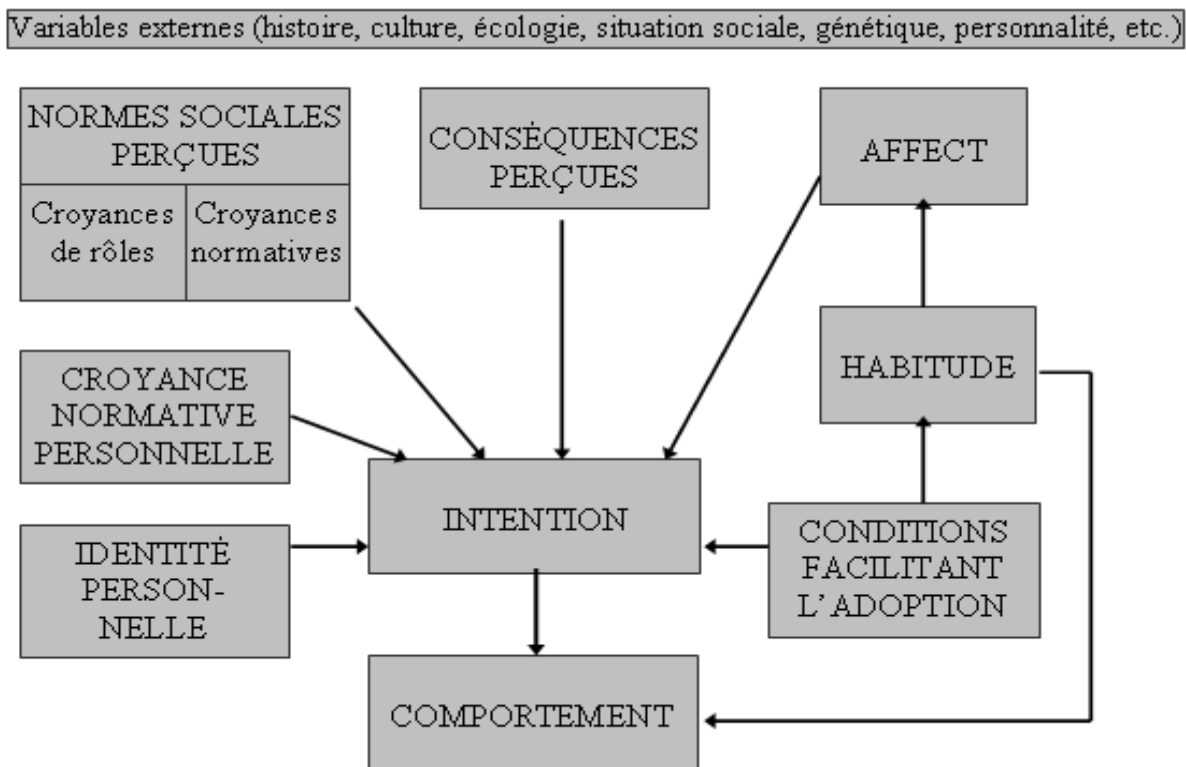 Variables externes (histoire, culture, écologie, situation sociale, génétique, personnalité, etc.)
NORMES SOCIALES
PERÇUES
Croyances
de rôles
Croyances
normatives
CONSÉQUENCES
PERÇUES
AFFECT
HABITUDE
CROYANCE
NORMATIVE
PERSONNELLE
INTENTION
CONDITIONS
FACILITANT
L'ADOPTION
IDENTITÉ
PERSON-
NELLE
COMPORTEMENT